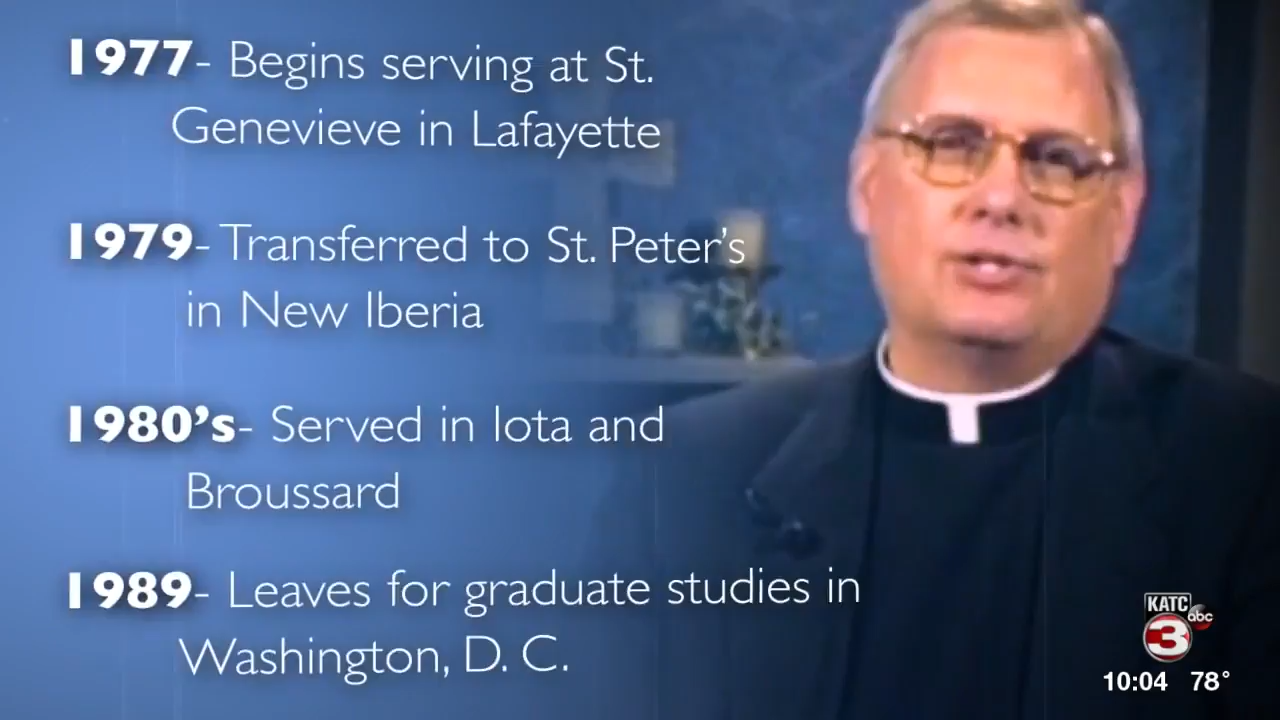 1977- Begins serving at St.
Genevieve in Lafayette
1979- Transferred to St. Peter's
in New Iberia
1980's- Served in Iota and
Broussard
1989- Leaves for graduate studies in
Washington, D. C.
KATC
abc
3
10:04 78°